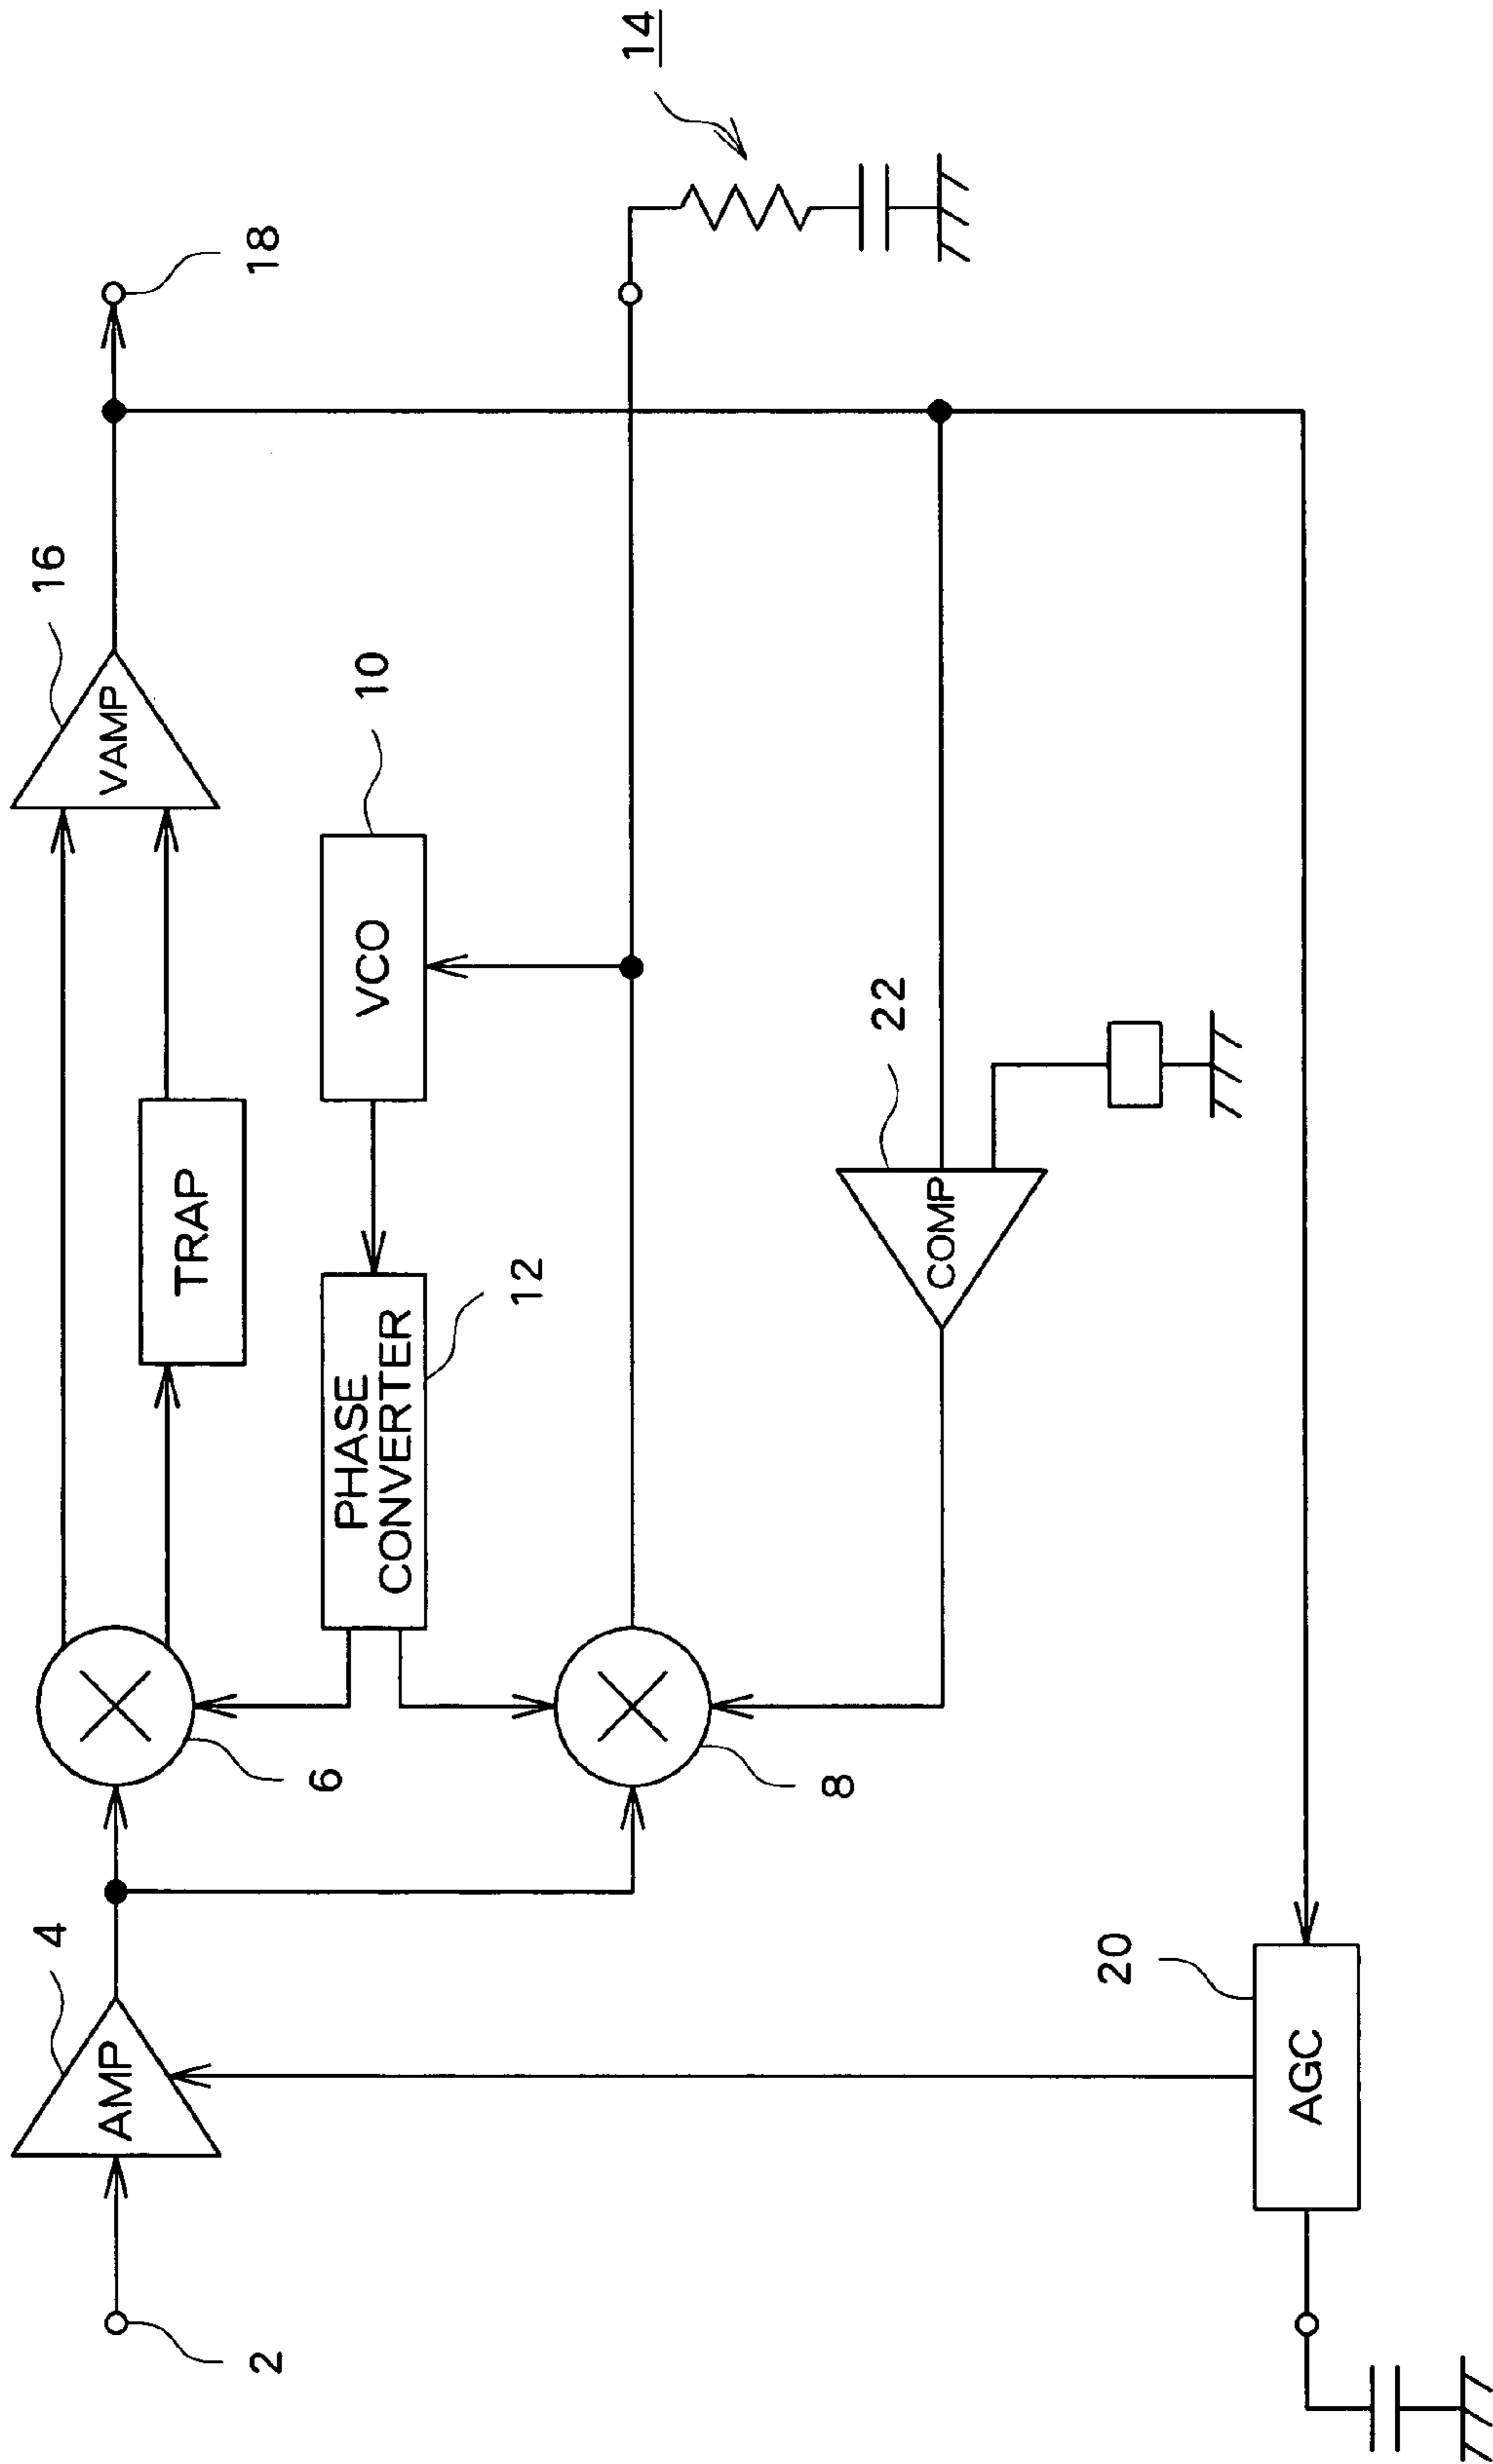 2
4
AMP
6
8
TRAP
PHASE
CONVERTER
12
VCO
10
VAMP
16
18
14
COMP
22
AGC
20